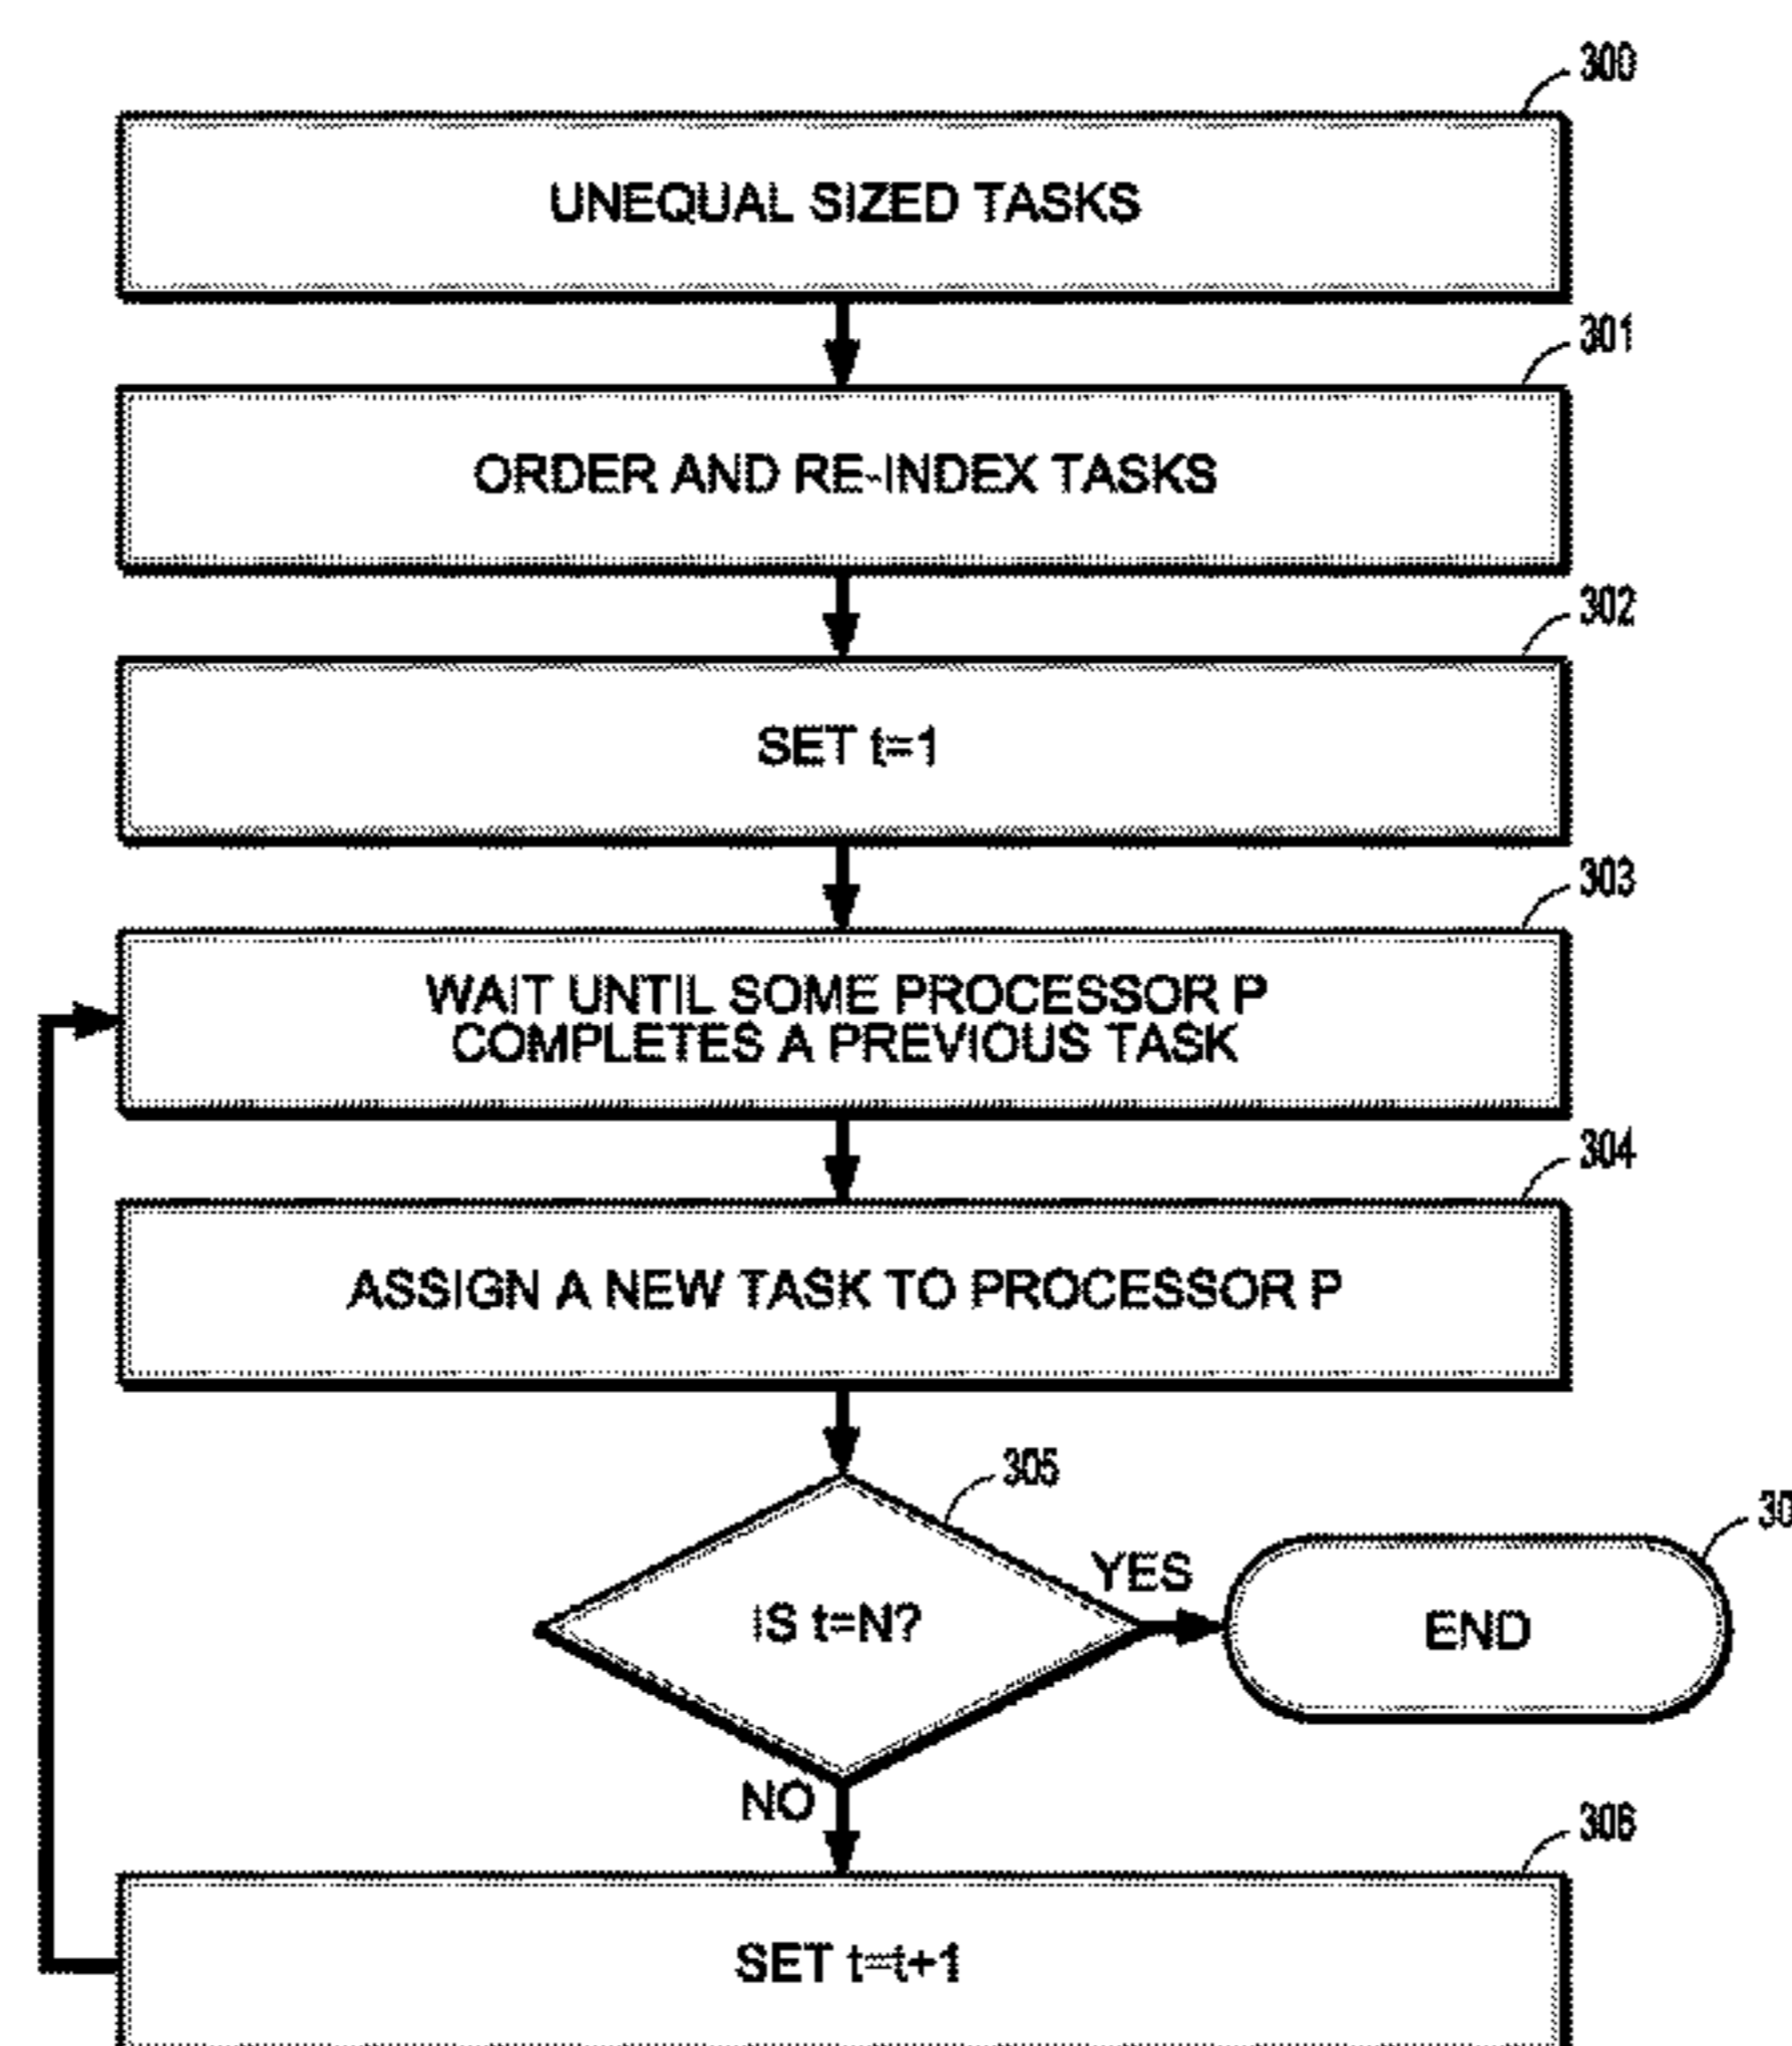 300
UNEQUAL SIZED TASKS
301
ORDER AND RE-INDEX TASKS
302
SET t=1
303
WAIT UNTIL SOME PROCESSOR P
COMPLETES A PREVIOUS TASK
304
ASSIGN A NEW TASK TO PROCESSOR P
305
IS t=N?
YES
30
END
NO
306
SET t=t+1